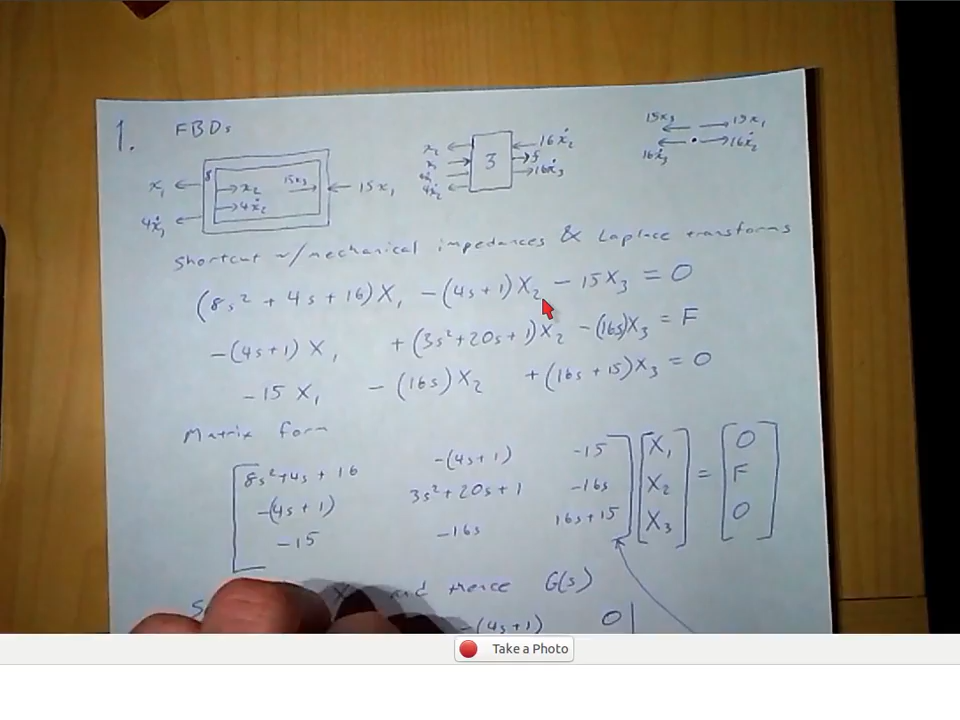 1. FBDs
x₁ 8 x₂ 15x₃ 15x₁
4ẋ₁ 4ẋ₂
x₂ 3 16ẋ₂
x₁ f
4ẋ₁ 16ẋ₃
4ẋ₂
15x₃ 15x₁
16ẋ₃ 16ẋ₂
Shortcut w/mechanical impedances & Laplace transforms
(8s² + 4s + 16)X₁ - (4s+1)X₂ - 15X₃ = 0
-(4s+1) X₁ + (3s²+20s+1)X₂ - (16s)X₃ = F
-15 X₁ - (16s)X₂ + (16s+15)X₃ = 0
Matrix form
[8s²+4s+16 -(4s+1) -15] [X₁] = [0]
[-(4s+1) 3s²+20s+1 -16s] [X₂] [F]
[-15 -16s 16s+15] [X₃] [0]
and hence G(s)
-(4s+1) 0|
Take a Photo